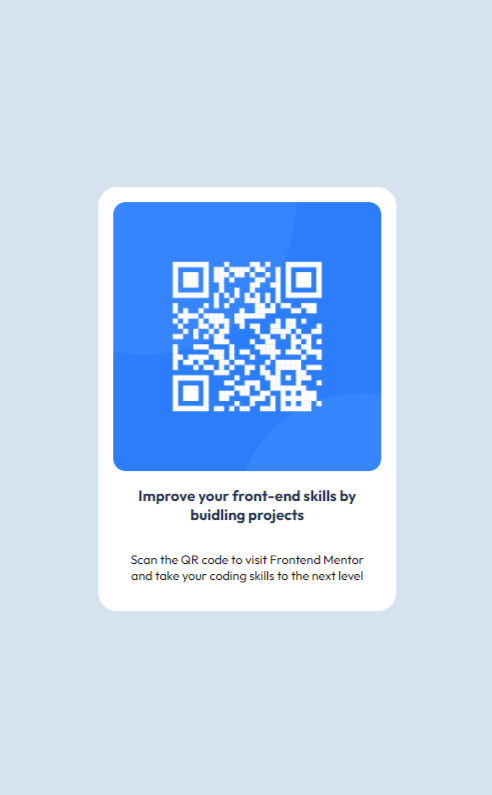 Improve your front-end skills by
buidling projects
Scan the QR code to visit Frontend Mentor
and take your coding skills to the next level